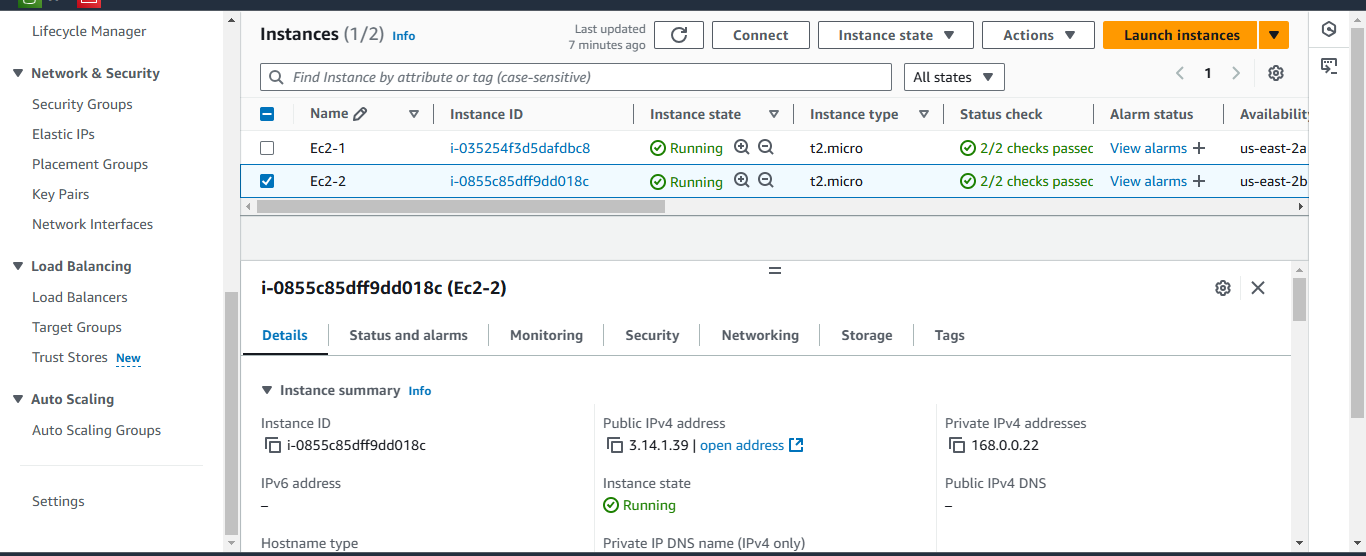 Lifecycle Manager
Network & Security
Security Groups
Elastic IPs
Placement Groups
Key Pairs
Network Interfaces
Load Balancing
Load Balancers
Target Groups
Trust Stores New
Auto Scaling
Auto Scaling Groups
Settings
Instances (1/2) Info
Last updated
7 minutes ago
Connect
Instance state
Actions
Launch instances
Find Instance by attribute or tag (case-sensitive)
All states
1
Name Instance ID Instance state Instance type Status check Alarm status Availability
Ec2-1 i-035254f3d5dafdbc8 Running t2.micro 2/2 checks passec View alarms + us-east-2a
Ec2-2 i-0855c85dff9dd018c Running t2.micro 2/2 checks passec View alarms + us-east-2b
i-0855c85dff9dd018c (Ec2-2)
Details Status and alarms Monitoring Security Networking Storage Tags
Instance summary Info
Instance ID Public IPv4 address Private IPv4 addresses
i-0855c85dff9dd018c 3.14.1.39 | open address 168.0.0.22
IPv6 address Instance state Public IPv4 DNS
– Running –
Hostname type Private IP DNS name (IPv4 only)